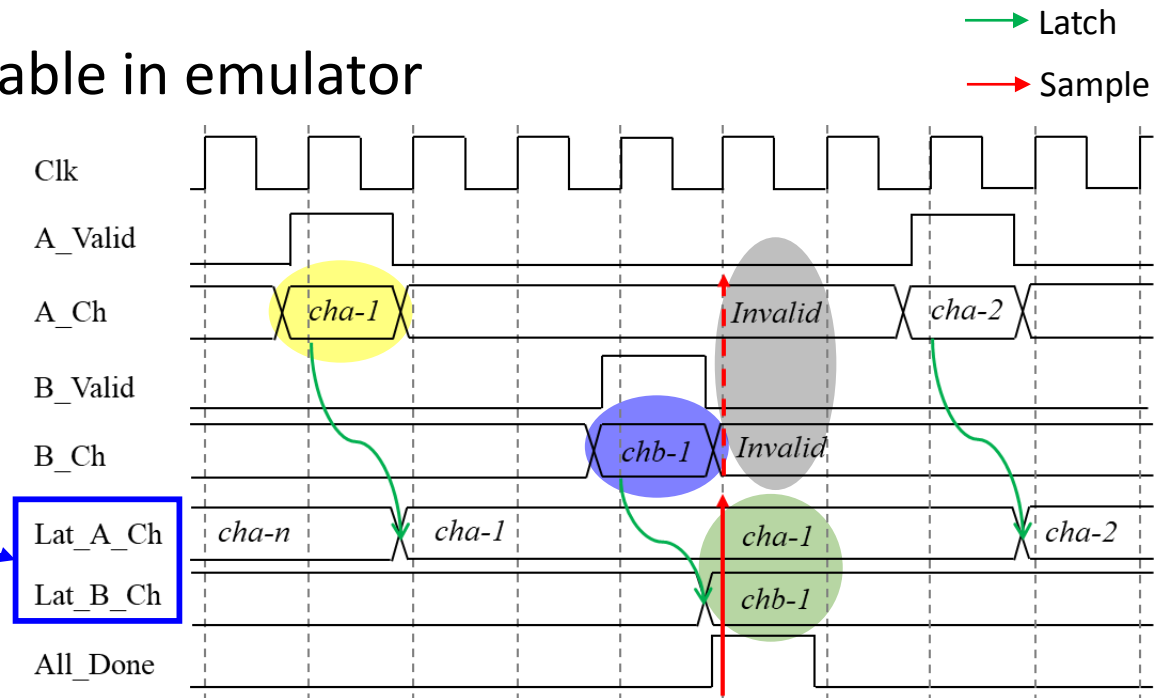 Latch
able in emulator
Sample
Clk
A_Valid
A_Ch cha-1 Invalid cha-2
B_Valid
B_Ch chb-1 Invalid
Lat_A_Ch cha-n cha-1 cha-1 cha-2
Lat_B_Ch chb-1
All_Done